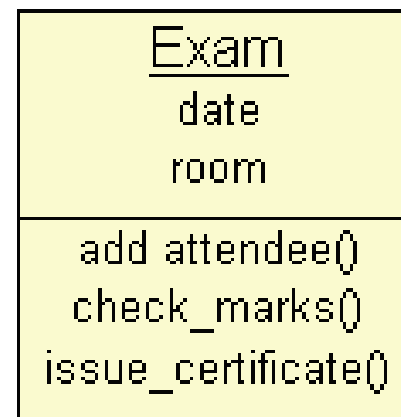 Exam
date
room
add attendee()
check_marks()
issue_certificate()